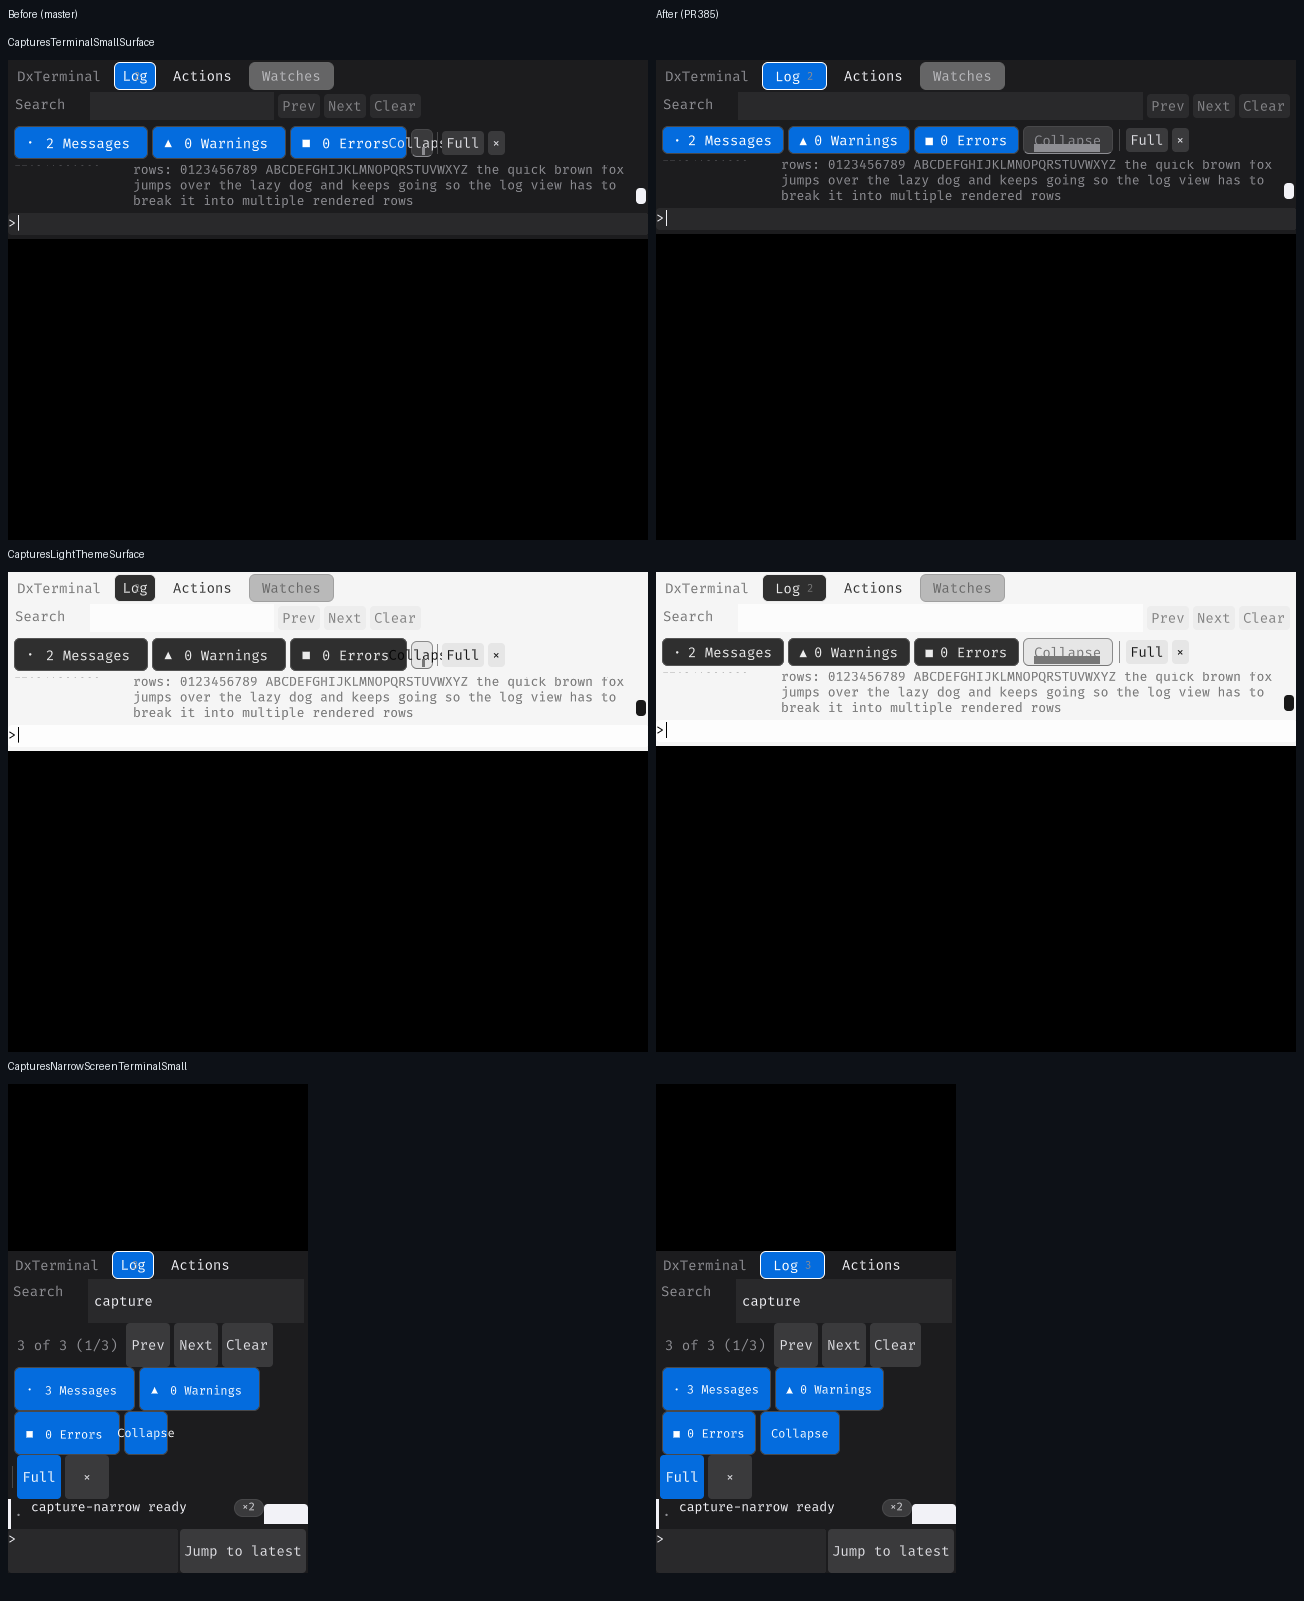 Before (master)
After (PR 385)
CapturesTerminalSmallSurface
DxTerminal Log Actions Watches
Search Prev Next Clear
· 2 Messages ▲ 0 Warnings ■ 0 Errors Collaps Full ×
rows: 0123456789 ABCDEFGHIJKLMNOPQRSTUVWXYZ the quick brown fox
jumps over the lazy dog and keeps going so the log view has to
break it into multiple rendered rows
>
DxTerminal Log 2 Actions Watches
Search Prev Next Clear
· 2 Messages ▲ 0 Warnings ■ 0 Errors Collapse Full ×
rows: 0123456789 ABCDEFGHIJKLMNOPQRSTUVWXYZ the quick brown fox
jumps over the lazy dog and keeps going so the log view has to
break it into multiple rendered rows
>
CapturesLightThemeSurface
DxTerminal Log Actions Watches
Search Prev Next Clear
· 2 Messages ▲ 0 Warnings ■ 0 Errors Collaps Full ×
rows: 0123456789 ABCDEFGHIJKLMNOPQRSTUVWXYZ the quick brown fox
jumps over the lazy dog and keeps going so the log view has to
break it into multiple rendered rows
>
DxTerminal Log 2 Actions Watches
Search Prev Next Clear
· 2 Messages ▲ 0 Warnings ■ 0 Errors Collapse Full ×
rows: 0123456789 ABCDEFGHIJKLMNOPQRSTUVWXYZ the quick brown fox
jumps over the lazy dog and keeps going so the log view has to
break it into multiple rendered rows
>
CapturesNarrowScreenTerminalSmall
DxTerminal Log Actions
Search capture
3 of 3 (1/3) Prev Next Clear
· 3 Messages ▲ 0 Warnings
■ 0 Errors Collapse
Full ×
· capture-narrow ready ×2
> Jump to latest
DxTerminal Log 3 Actions
Search capture
3 of 3 (1/3) Prev Next Clear
· 3 Messages ▲ 0 Warnings
■ 0 Errors Collapse
Full ×
· capture-narrow ready ×2
> Jump to latest